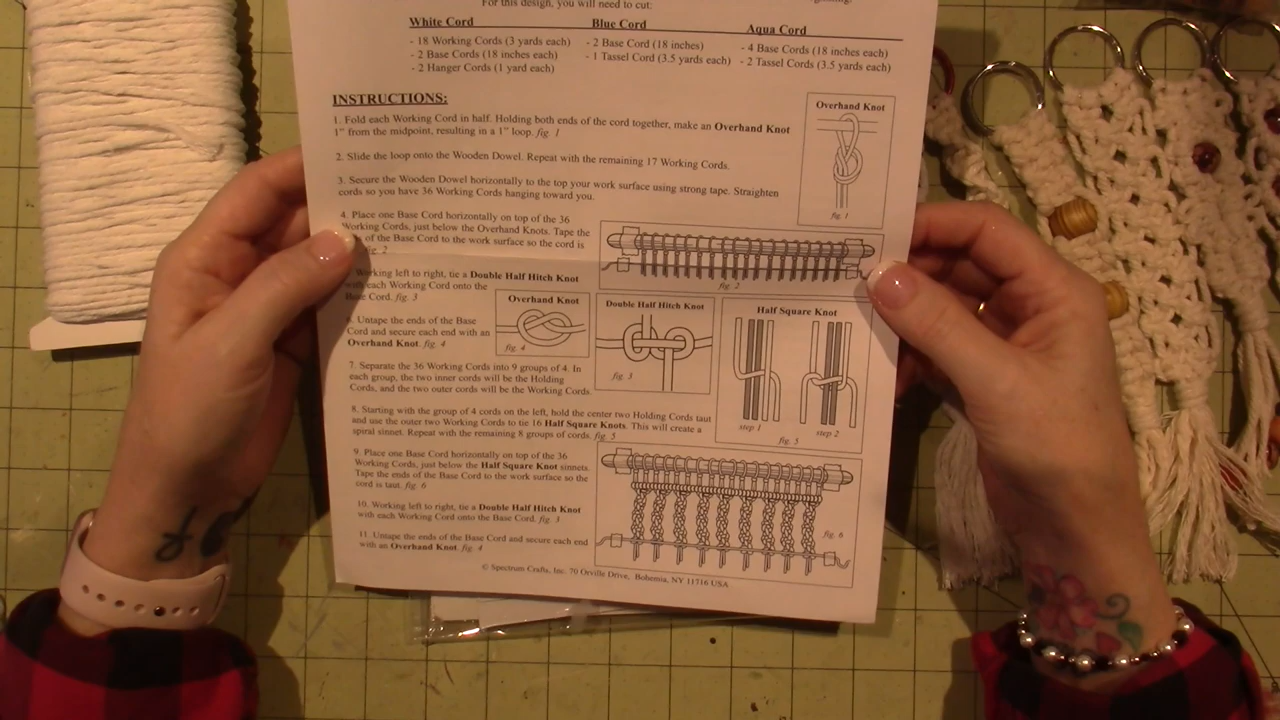 For this design, you will need to cut:
White Cord Blue Cord Aqua Cord
- 18 Working Cords (3 yards each) - 2 Base Cord (18 inches) - 4 Base Cords (18 inches each)
- 2 Base Cords (18 inches each) - 1 Tassel Cord (3.5 yards each) - 2 Tassel Cords (3.5 yards each)
- 2 Hanger Cords (1 yard each)
INSTRUCTIONS:
1. Fold each Working Cord in half. Holding both ends of the cord together, make an Overhand Knot
1" from the midpoint, resulting in a 1" loop. fig. 1
Overhand Knot
fig. 1
2. Slide the loop onto the Wooden Dowel. Repeat with the remaining 17 Working Cords.
3. Secure the Wooden Dowel horizontally to the top your work surface using strong tape. Straighten
cords so you have 36 Working Cords hanging toward you.
4. Place one Base Cord horizontally on top of the 36
Working Cords, just below the Overhand Knots. Tape the
of the Base Cord to the work surface so the cord is
fig. 2
fig. 2
Working left to right, tie a Double Half Hitch Knot
with each Working Cord onto the
Base Cord. fig. 3
Overhand Knot
fig. 4
Double Half Hitch Knot
fig. 3
Half Square Knot
step 1 step 2
fig. 5
6. Untape the ends of the Base
Cord and secure each end with an
Overhand Knot. fig. 4
7. Separate the 36 Working Cords into 9 groups of 4. In
each group, the two inner cords will be the Holding
Cords, and the two outer cords will be the Working Cords.
8. Starting with the group of 4 cords on the left, hold the center two Holding Cords taut
and use the outer two Working Cords to tie 16 Half Square Knots. This will create a
spiral sinnet. Repeat with the remaining 8 groups of cords. fig. 5
9. Place one Base Cord horizontally on top of the 36
Working Cords, just below the Half Square Knot sinnets.
Tape the ends of the Base Cord to the work surface so the
cord is taut. fig. 6
10. Working left to right, tie a Double Half Hitch Knot
with each Working Cord onto the Base Cord. fig. 3
11. Untape the ends of the Base Cord and secure each end
with an Overhand Knot. fig. 4
fig. 6
© Spectrum Crafts, Inc. 70 Orville Drive, Bohemia, NY 11716 USA